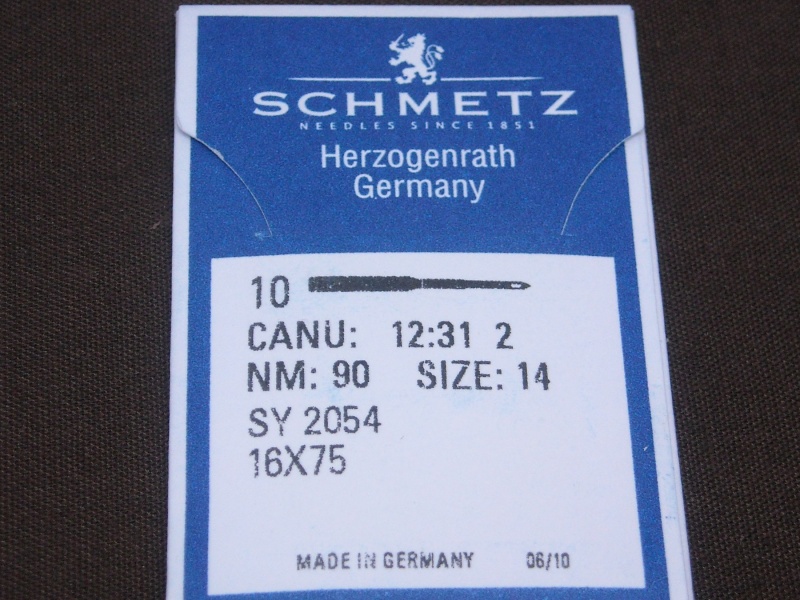 SCHMETZ
NEEDLES SINCE 1851
Herzogenrath
Germany
10
CANU: 12:31 2
NM: 90 SIZE: 14
SY 2054
16X75
MADE IN GERMANY 06/10